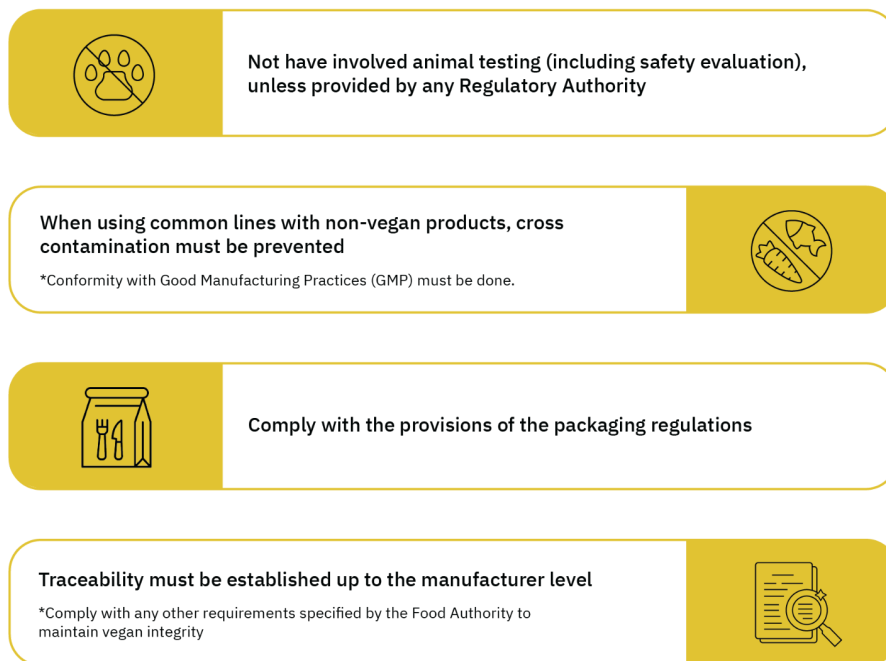 Not have involved animal testing (including safety evaluation),
unless provided by any Regulatory Authority
When using common lines with non-vegan products, cross
contamination must be prevented
*Conformity with Good Manufacturing Practices (GMP) must be done.
Comply with the provisions of the packaging regulations
Traceability must be established up to the manufacturer level
*Comply with any other requirements specified by the Food Authority to
maintain vegan integrity